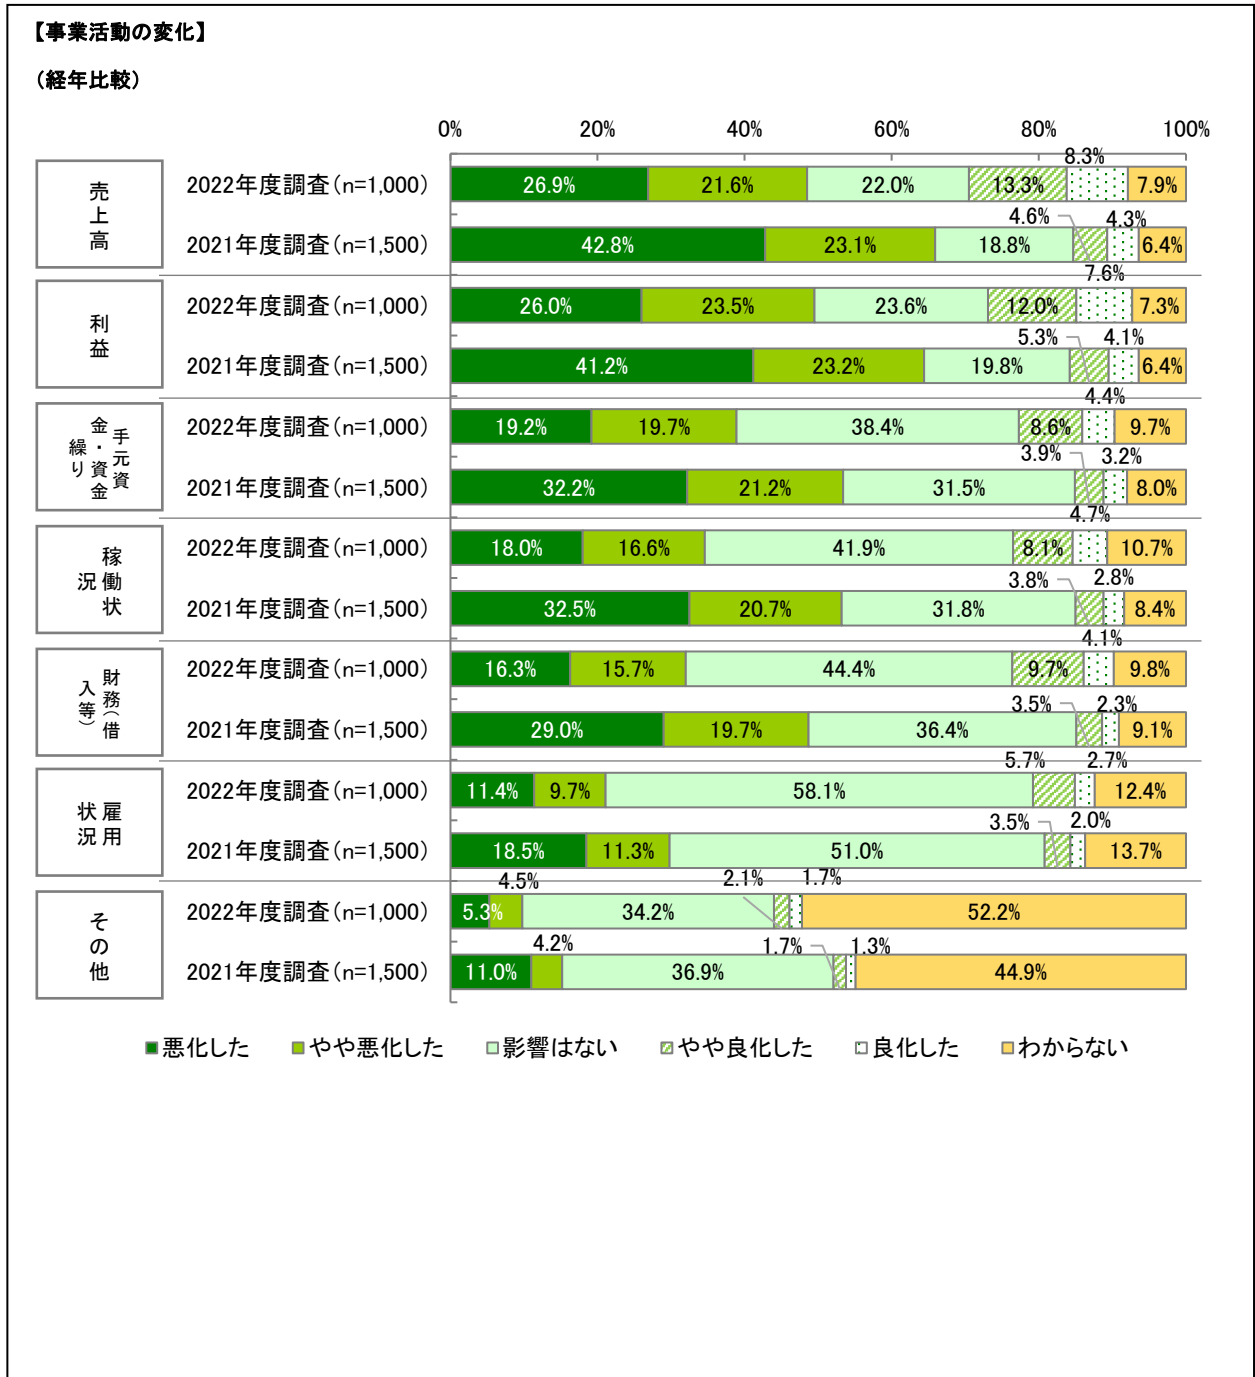 【事業活動の変化】
（経年比較）
0% 20% 40% 60% 80% 100%
売上高
2022年度調査(n=1,000) 26.9% 21.6% 22.0% 13.3% 8.3% 7.9%
2021年度調査(n=1,500) 42.8% 23.1% 18.8% 4.6% 4.3% 6.4%
利益
2022年度調査(n=1,000) 26.0% 23.5% 23.6% 12.0% 7.6% 7.3%
2021年度調査(n=1,500) 41.2% 23.2% 19.8% 5.3% 4.1% 6.4%
手元資金・資金繰り
2022年度調査(n=1,000) 19.2% 19.7% 38.4% 8.6% 4.4% 9.7%
2021年度調査(n=1,500) 32.2% 21.2% 31.5% 3.9% 3.2% 8.0%
稼働状況
2022年度調査(n=1,000) 18.0% 16.6% 41.9% 8.1% 4.7% 10.7%
2021年度調査(n=1,500) 32.5% 20.7% 31.8% 3.8% 2.8% 8.4%
財務（借入等）
2022年度調査(n=1,000) 16.3% 15.7% 44.4% 9.7% 4.1% 9.8%
2021年度調査(n=1,500) 29.0% 19.7% 36.4% 3.5% 2.3% 9.1%
雇用状況
2022年度調査(n=1,000) 11.4% 9.7% 58.1% 5.7% 2.7% 12.4%
2021年度調査(n=1,500) 18.5% 11.3% 51.0% 3.5% 2.0% 13.7%
その他
2022年度調査(n=1,000) 5.3% 4.5% 34.2% 2.1% 1.7% 52.2%
2021年度調査(n=1,500) 11.0% 4.2% 36.9% 1.7% 1.3% 44.9%
悪化した やや悪化した 影響はない やや良化した 良化した わからない